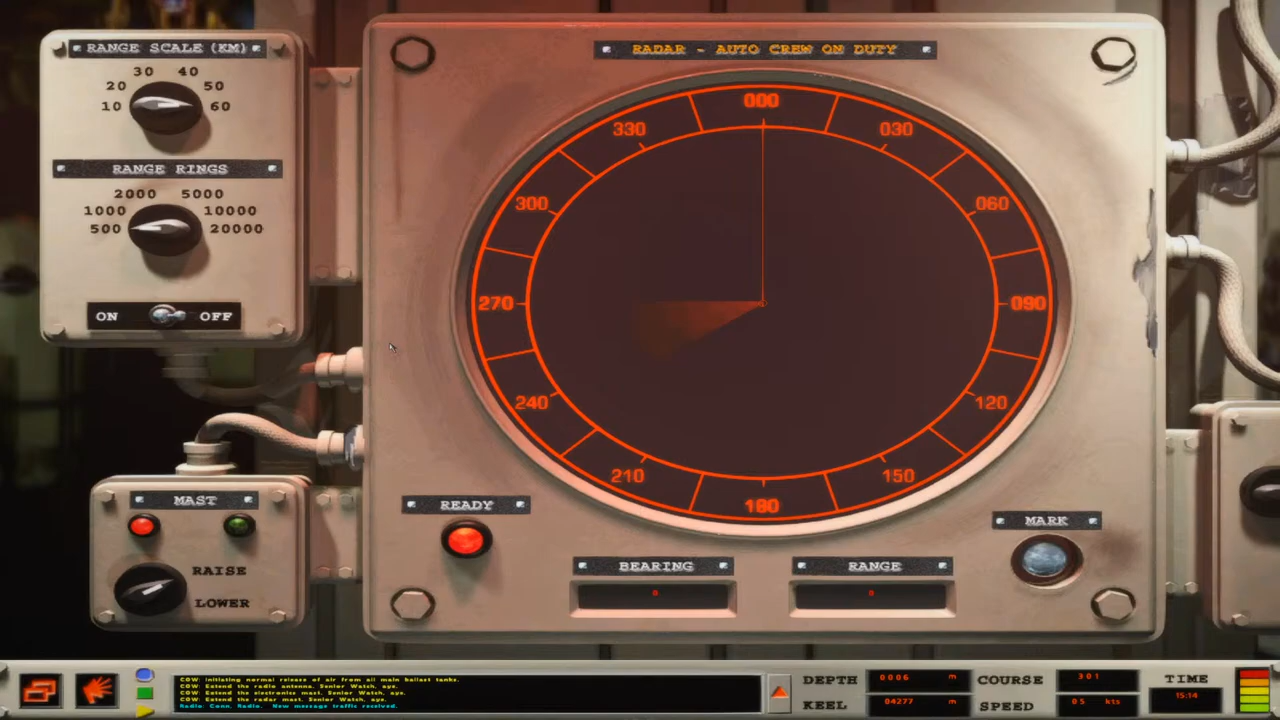 RANGE SCALE (KM)
30 40
20 50
10 60
RANGE RINGS
2000 5000
1000 10000
500 20000
ON OFF
MAST
RAISE
LOWER
RADAR - AUTO CREW ON DUTY
000
330 030
300 060
270 090
240 120
210 150
180
READY
MARK
BEARING RANGE
0 0
COW: Initiating normal release of air from all main ballast tanks.
COW: Extend the radio antenna, Senior Watch, aye.
COW: Extend the electronics mast, Senior Watch, aye.
COW: Extend the radar mast, Senior Watch, aye.
Radio: Conn, Radio. New message traffic received.
DEPTH 0006 m COURSE 301 TIME
KEEL 04277 m SPEED 05 kts 15:14